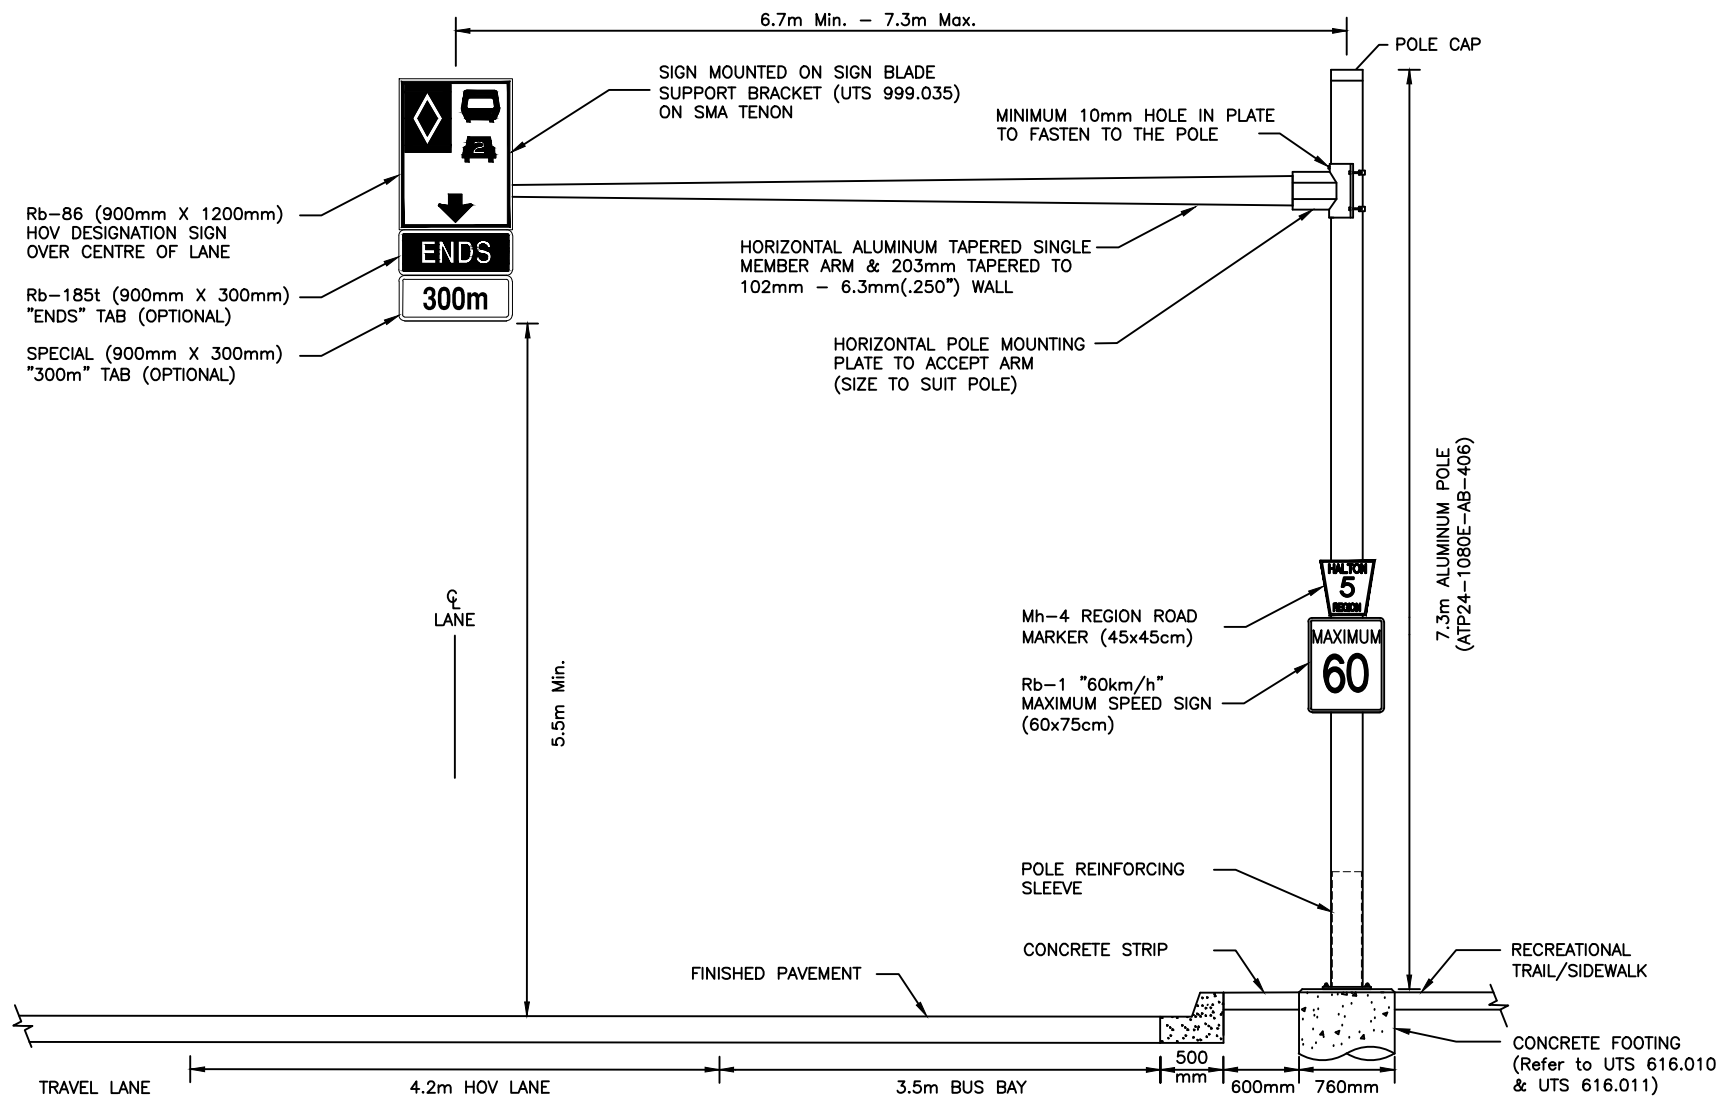 6.7m Min. – 7.3m Max.
POLE CAP
SIGN MOUNTED ON SIGN BLADE
SUPPORT BRACKET (UTS 999.035)
ON SMA TENON
MINIMUM 10mm HOLE IN PLATE
TO FASTEN TO THE POLE
2
Rb–86 (900mm X 1200mm)
HOV DESIGNATION SIGN
OVER CENTRE OF LANE
ENDS
HORIZONTAL ALUMINUM TAPERED SINGLE
MEMBER ARM & 203mm TAPERED TO
102mm – 6.3mm(.250") WALL
Rb–185t (900mm X 300mm)
"ENDS" TAB (OPTIONAL)
300m
SPECIAL (900mm X 300mm)
"300m" TAB (OPTIONAL)
HORIZONTAL POLE MOUNTING
PLATE TO ACCEPT ARM
(SIZE TO SUIT POLE)
7.3m ALUMINUM POLE
(ATP24–1080E–AB–406)
HALTON
5
REGION
℄
LANE
Mh–4 REGION ROAD
MARKER (45x45cm)
MAXIMUM
60
Rb–1 "60km/h"
MAXIMUM SPEED SIGN
(60x75cm)
5.5m Min.
POLE REINFORCING
SLEEVE
CONCRETE STRIP
RECREATIONAL
TRAIL/SIDEWALK
FINISHED PAVEMENT
CONCRETE FOOTING
(Refer to UTS 616.010
& UTS 616.011)
TRAVEL LANE
4.2m HOV LANE
3.5m BUS BAY
500
mm
600mm
760mm